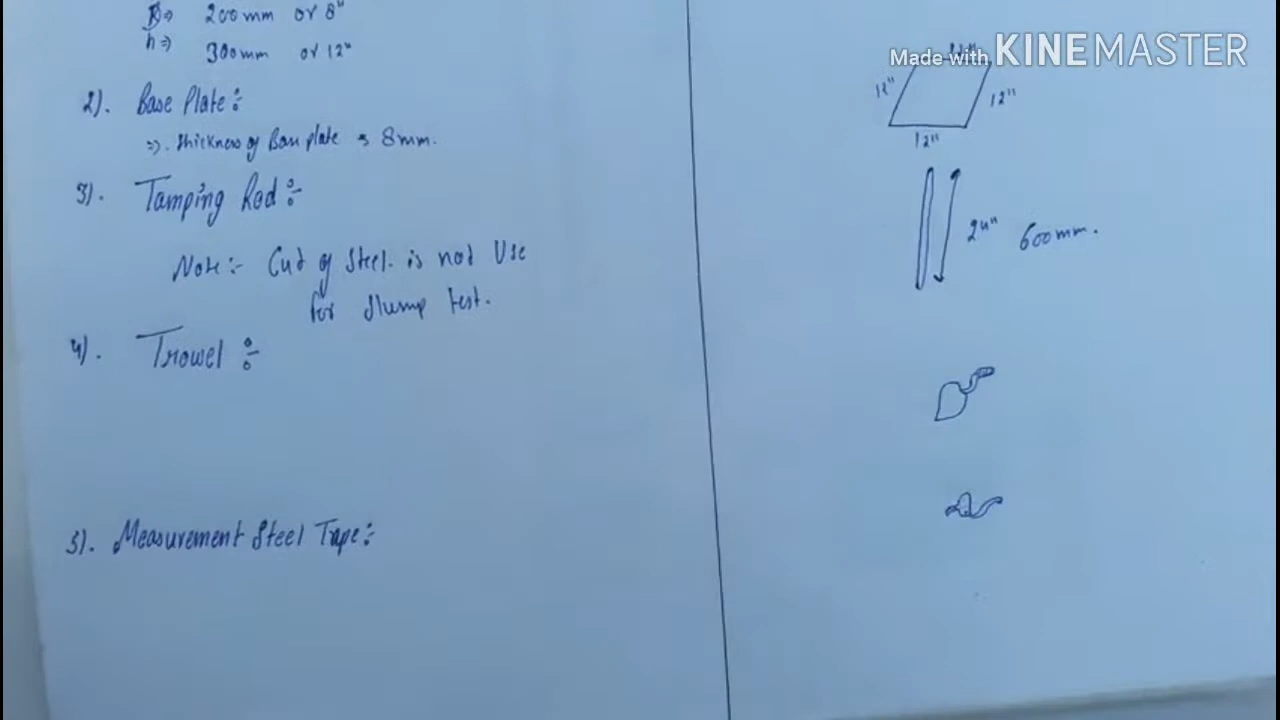 D⇒ 200mm or 8"
h⇒ 300mm or 12"
2). Base Plate:-
⇒. thickness of Base plate = 8mm.
3). Tamping Rod:-
Note:- Cut of Steel is not Use
for slump test.
4). Trowel:-
5). Measurement Steel Tape:-
Made with KINEMASTER
12"
12"
12"
12"
24" 600mm.